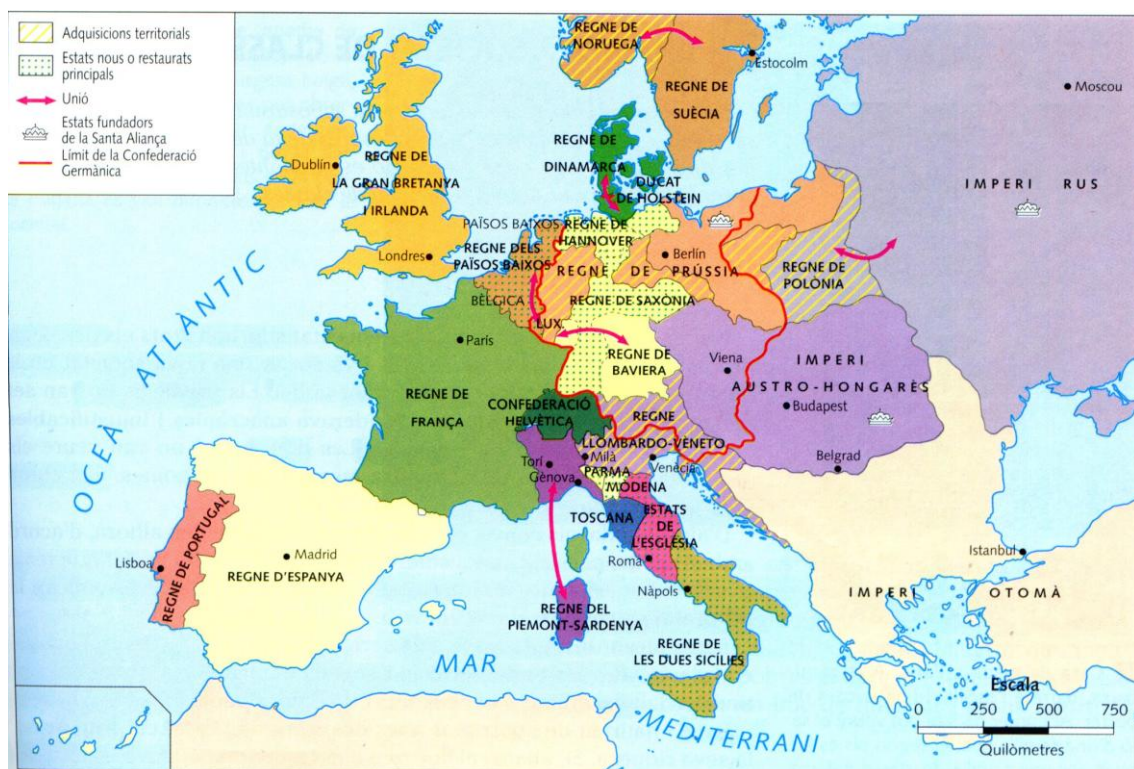 Adquisicions territorials
Estats nous o restaurats
principals
Unió
Estats fundadors
de la Santa Aliança
Límit de la Confederació
Germànica
REGNE DE
NORUEGA
Estocolm
REGNE DE
SUÈCIA
Moscou
REGNE DE
DINAMARCA
DUCAT
DE HOLSTEIN
Dublín
REGNE DE
LA GRAN BRETANYA
I IRLANDA
Londres
IMPERI RUS
PAÏSOS BAIXOS
REGNE DELS
PAÏSOS BAIXOS
BÈLGICA
LUX.
REGNE DE
HANNOVER
Berlín
REGNE DE PRÚSSIA
REGNE DE SAXÒNIA
REGNE DE
POLÒNIA
OCEÀ ATLÀNTIC
París
REGNE DE
FRANÇA
REGNE DE
BAVIERA
Viena
IMPERI
AUSTRO-HONGARÈS
Budapest
CONFEDERACIÓ
HELVÈTICA
REGNE
LLOMBARDO-VÈNETO
Milà
Venècia
Torí
Gènova
PARMA
MODENA
Belgrad
TOSCANA
ESTATS
DE
L'ESGLÉSIA
Roma
Nàpols
Istanbul
IMPERI OTOMÀ
REGNE DE PORTUGAL
Lisboa
Madrid
REGNE D'ESPANYA
REGNE DEL
PIEMONT-SARDENYA
REGNE DE
LES DUES SICÍLIES
MAR
MEDITERRANI
Escala
0 250 500 750
Quilòmetres